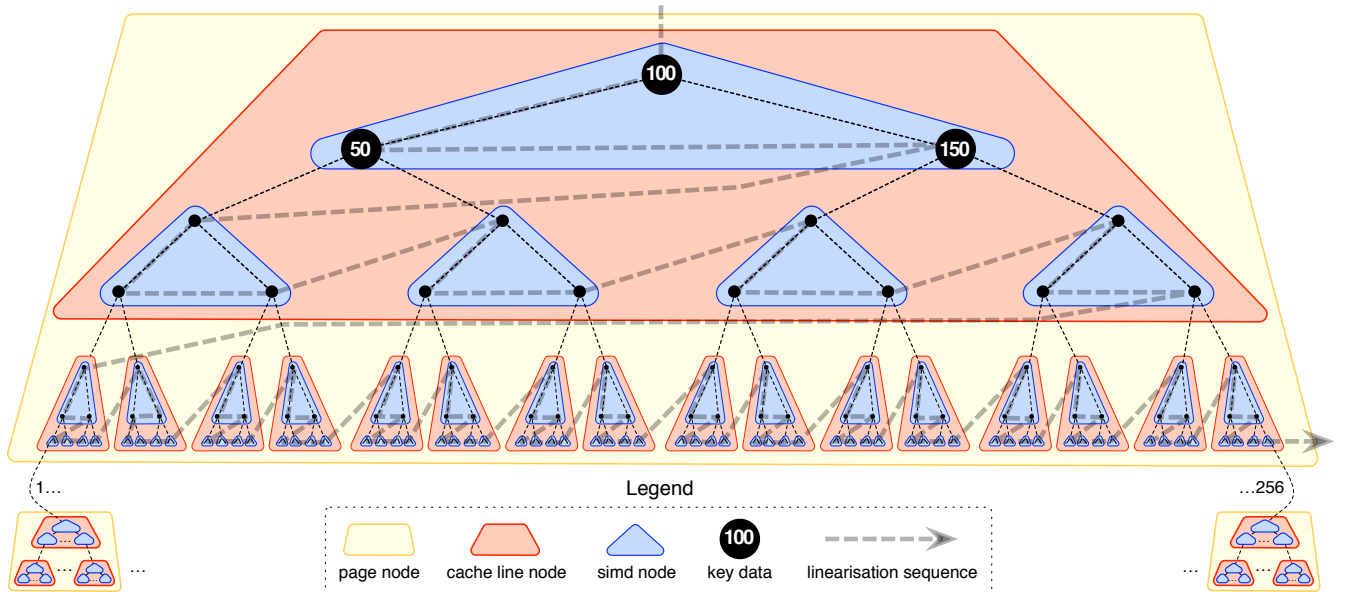 100
50
150
1...
...256
Legend
100
page node
cache line node
simd node
key data
linearisation sequence